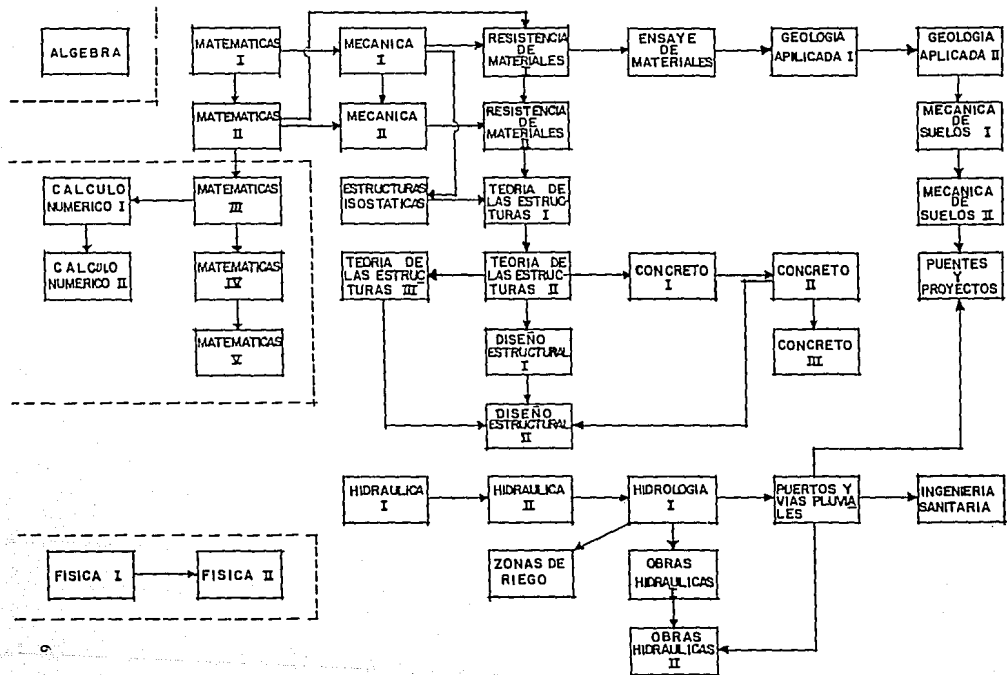 ALGEBRA
MATEMATICAS
I
MECANICA
I
RESISTENCIA
DE
MATERIALES
I
ENSAYE
DE
MATERIALES
GEOLOGIA
APILICADA I
GEOLOGIA
APLICADA II
MATEMATICAS
II
MECANICA
II
RESISTENCIA
DE
MATERIALES
II
MECANICA
DE
SUELOS I
CALCULO
NUMERICO I
MATEMATICAS
III
ESTRUCTURAS
ISOSTATICAS
TEORIA DE
LAS ESTRUC
TURAS I
MECANICA
DE
SUELOS II
CALCULO
NUMERICO II
MATEMATICAS
IV
TEORIA DE
LAS ESTRUC
TURAS III
TEORIA DE
LAS ESTRUC
TURAS II
CONCRETO
I
CONCRETO
II
PUENTES
Y
PROYECTOS
MATEMATICAS
V
DISEÑO
ESTRUCTURAL
I
CONCRETO
III
DISEÑO
ESTRUCTURAL
II
HIDRAULICA
I
HIDRAULICA
II
HIDROLOGIA
I
PUERTOS Y
VIAS PLUVIA
LES
INGENIERIA
SANITARIA
FISICA I
FISICA II
ZONAS DE
RIEGO
OBRAS
HIDRAULICAS
I
OBRAS
HIDRAULICAS
II
9